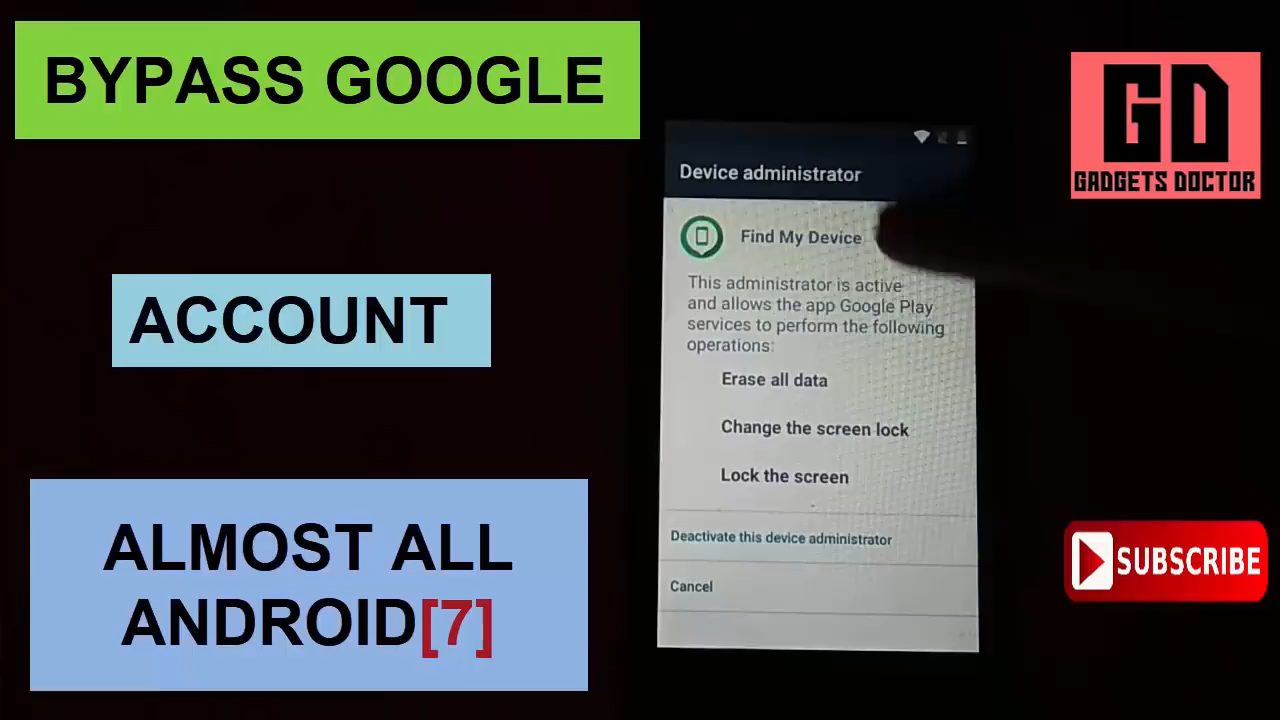 BYPASS GOOGLE
ACCOUNT
ALMOST ALL
ANDROID[7]
Device administrator
Find My Device
This administrator is active
and allows the app Google Play
services to perform the following
operations:
Erase all data
Change the screen lock
Lock the screen
Deactivate this device administrator
Cancel
GD
GADGETS DOCTOR
SUBSCRIBE